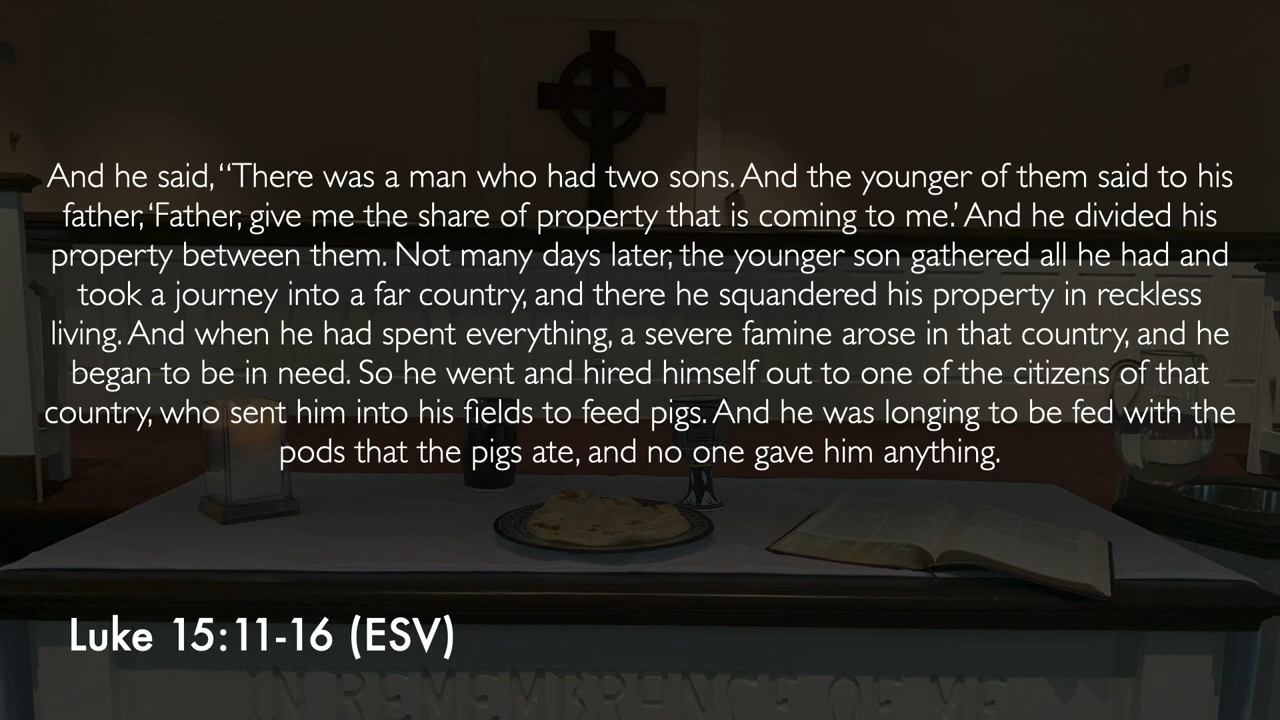 And he said, “There was a man who had two sons. And the younger of them said to his
father, ‘Father, give me the share of property that is coming to me.’ And he divided his
property between them. Not many days later, the younger son gathered all he had and
took a journey into a far country, and there he squandered his property in reckless
living. And when he had spent everything, a severe famine arose in that country, and he
began to be in need. So he went and hired himself out to one of the citizens of that
country, who sent him into his fields to feed pigs. And he was longing to be fed with the
pods that the pigs ate, and no one gave him anything.
Luke 15:11-16 (ESV)
IN REMEMBRANCE OF ME